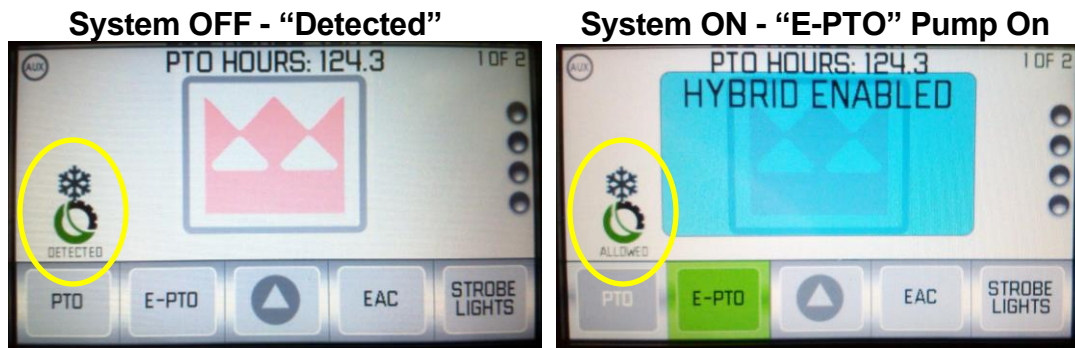 System OFF - “Detected”
System ON - “E-PTO” Pump On
AUX
PTO HOURS: 124.3
1 OF 2
DETECTED
PTO
E-PTO
EAC
STROBE
LIGHTS
AUX
PTO HOURS: 124.3
1 OF 2
HYBRID ENABLED
ALLOWED
PTO
E-PTO
EAC
STROBE
LIGHTS